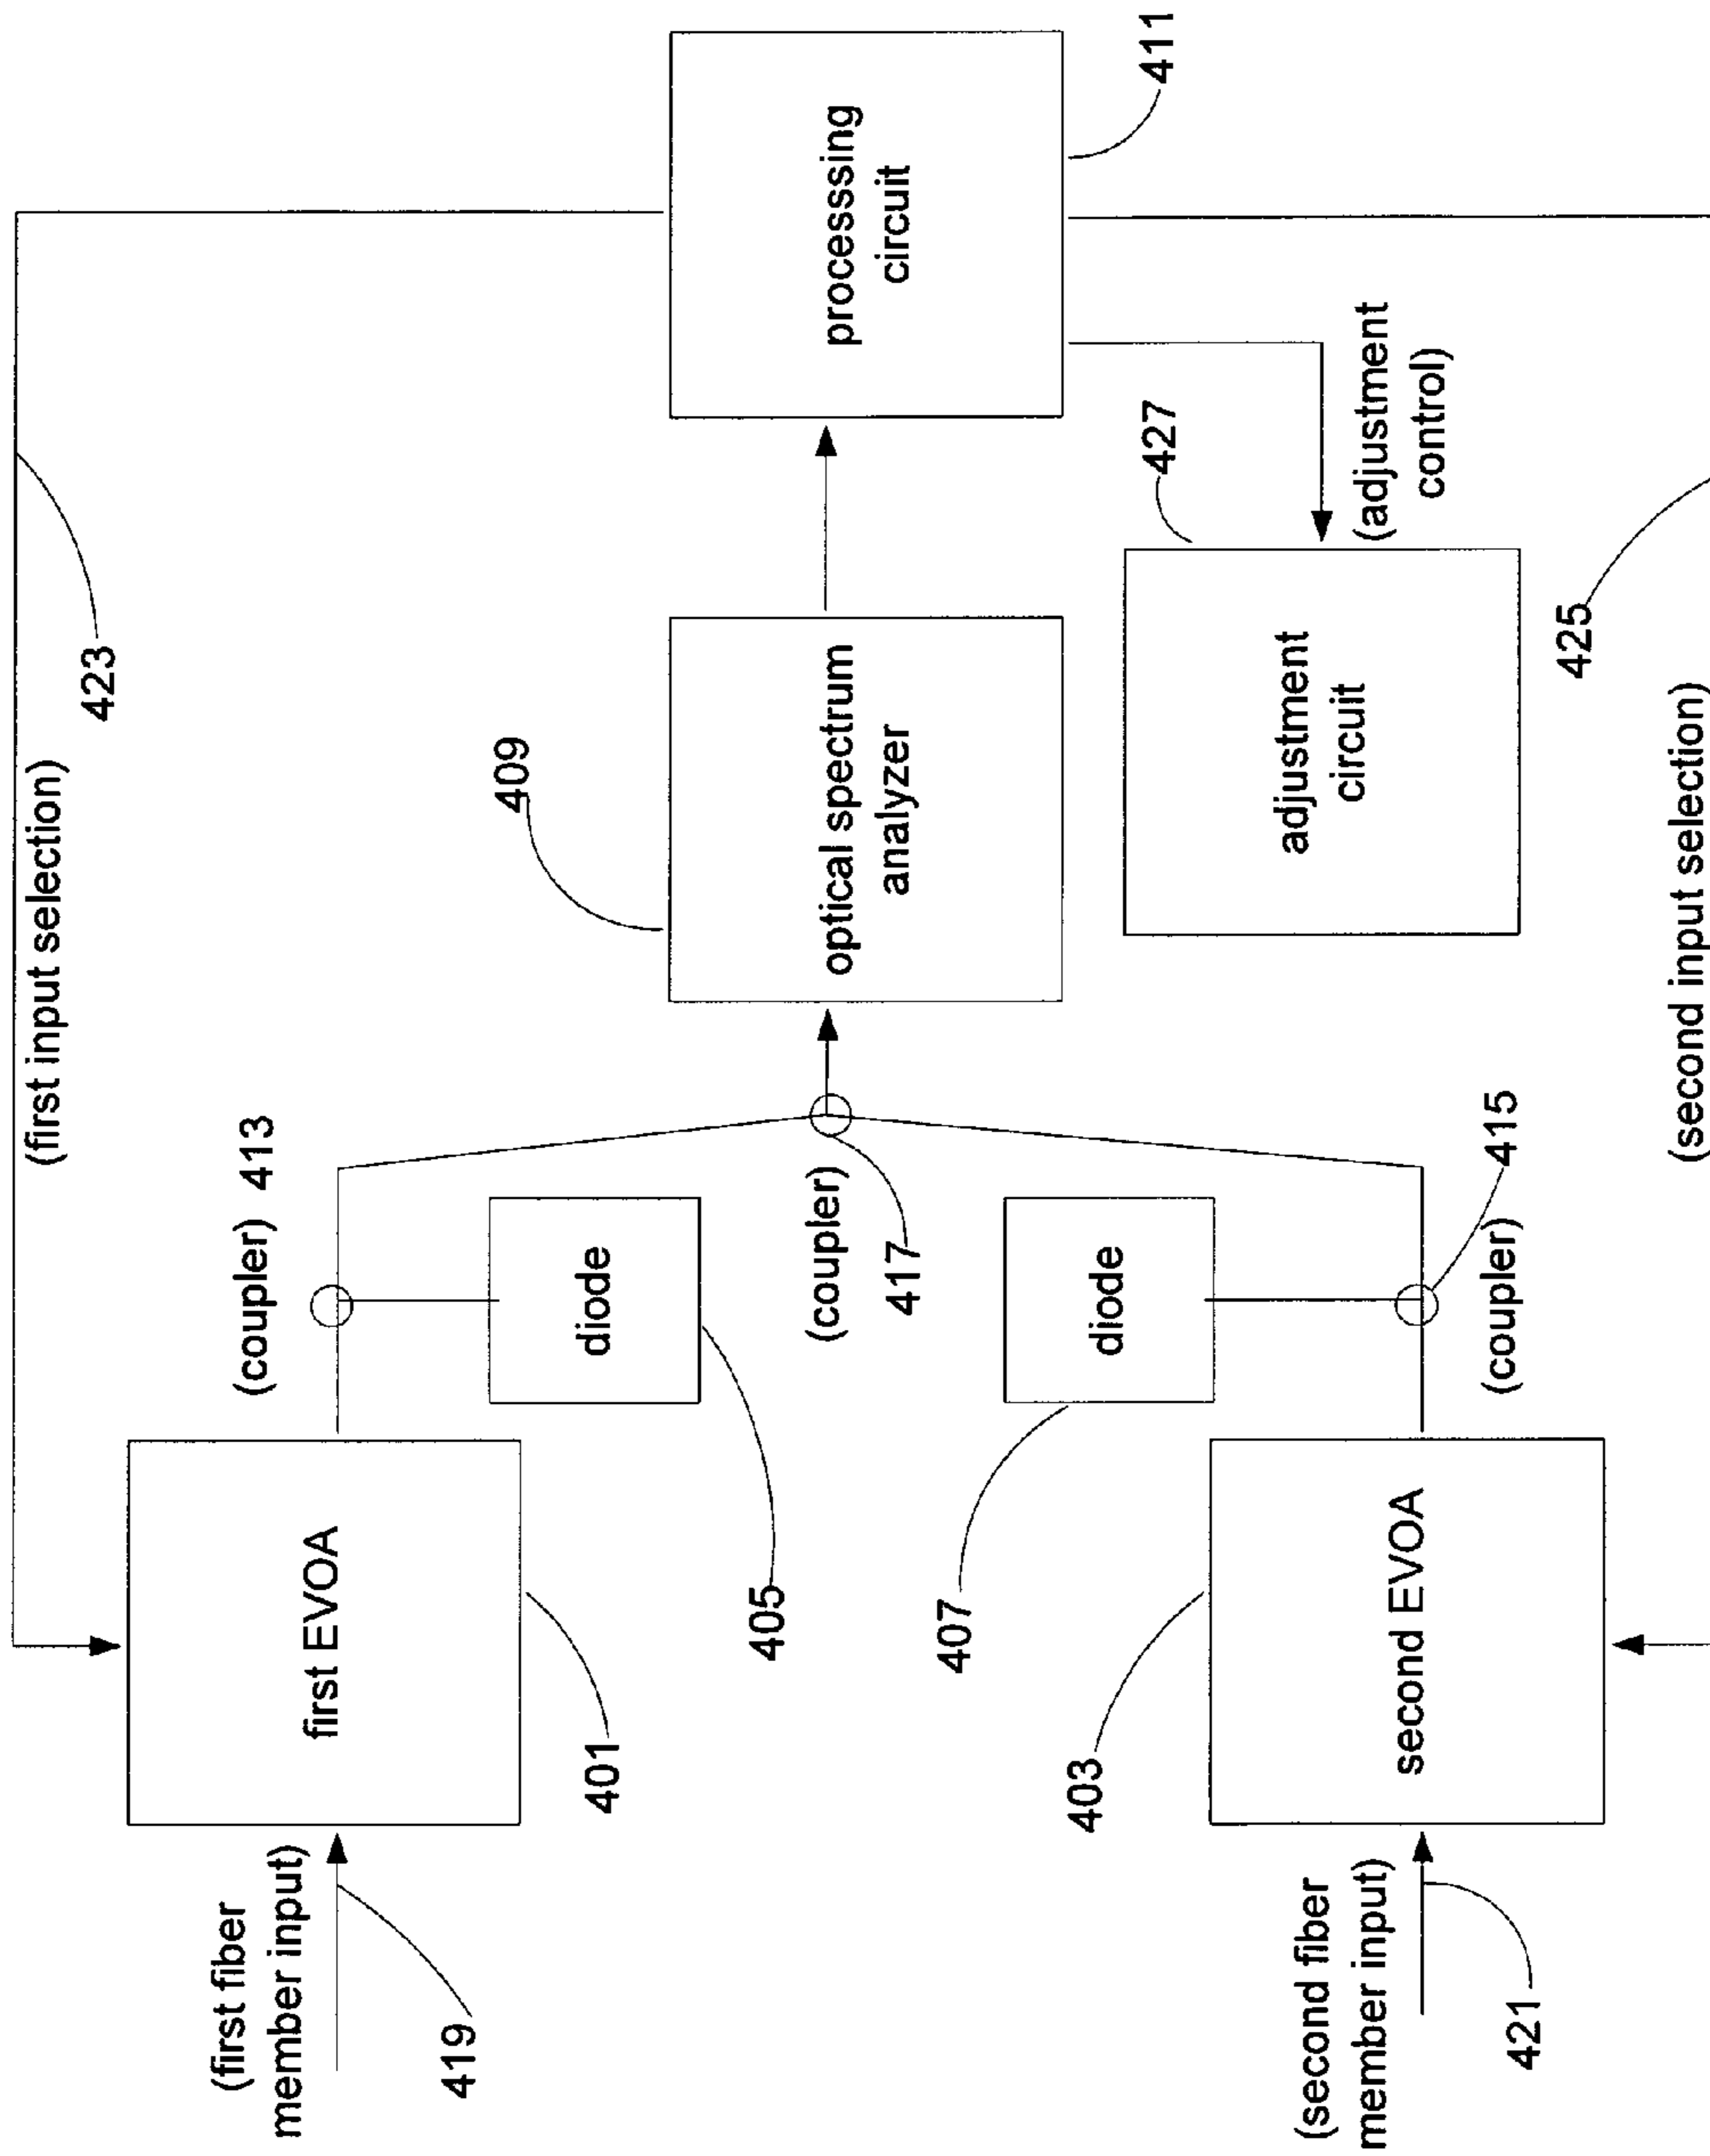 (first input selection)
423
(first fiber
member input)
419
first EVOA
401
(coupler) 413
diode
405
409
optical spectrum
analyzer
processsing
circuit
411
(coupler)
417
diode
407
427
adjustment
circuit
(adjustment
control)
403
(second fiber
member input)
421
second EVOA
(coupler)
415
425
(second input selection)